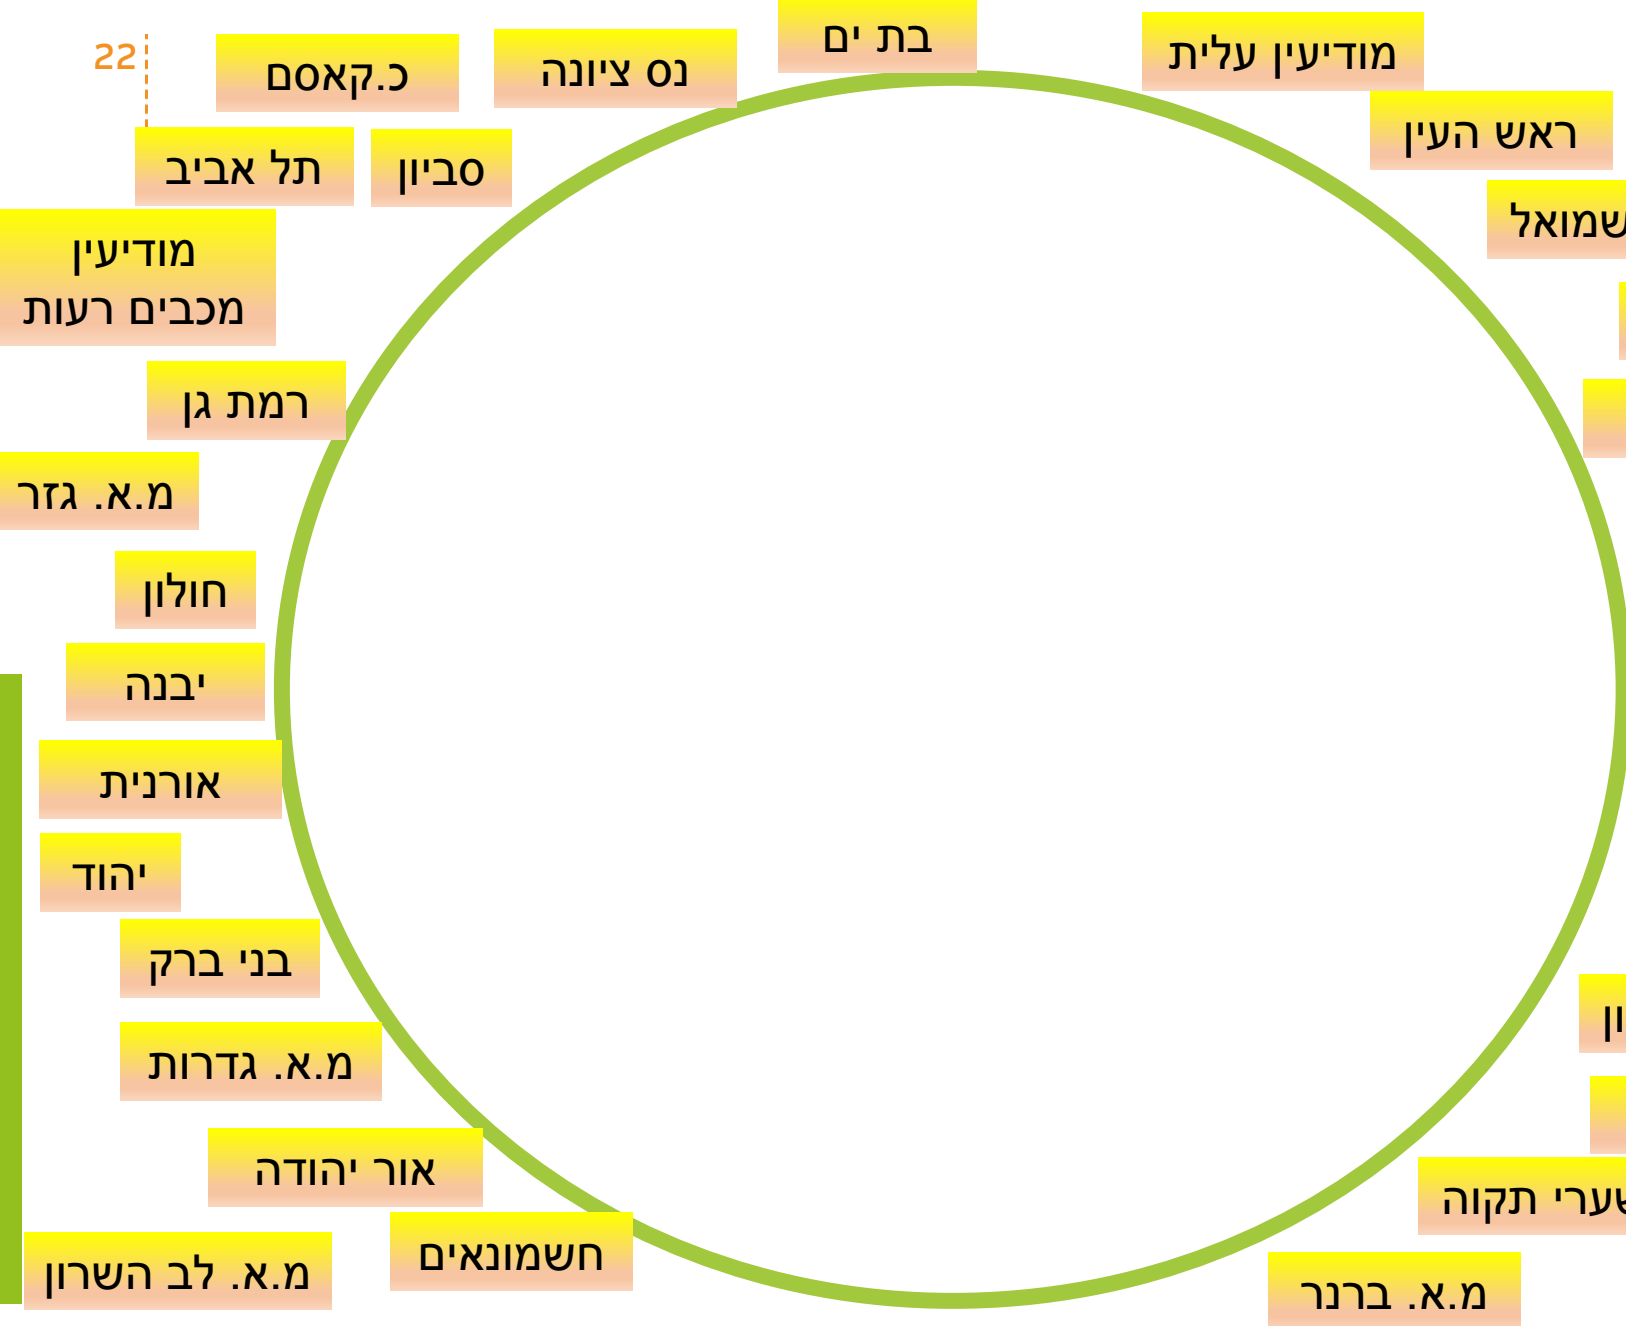 22
בת ים
מודיעין עלית
נס ציונה
כ.קאסם
ראש העין
סביון
תל אביב
מודיעין
מכבים רעות
רמת גן
מ.א. גזר
חולון
יבנה
אורנית
יהוד
בני ברק
מ.א. גדרות
אור יהודה
שערי תקוה
חשמונאים
מ.א. לב השרון
מ.א. ברנר